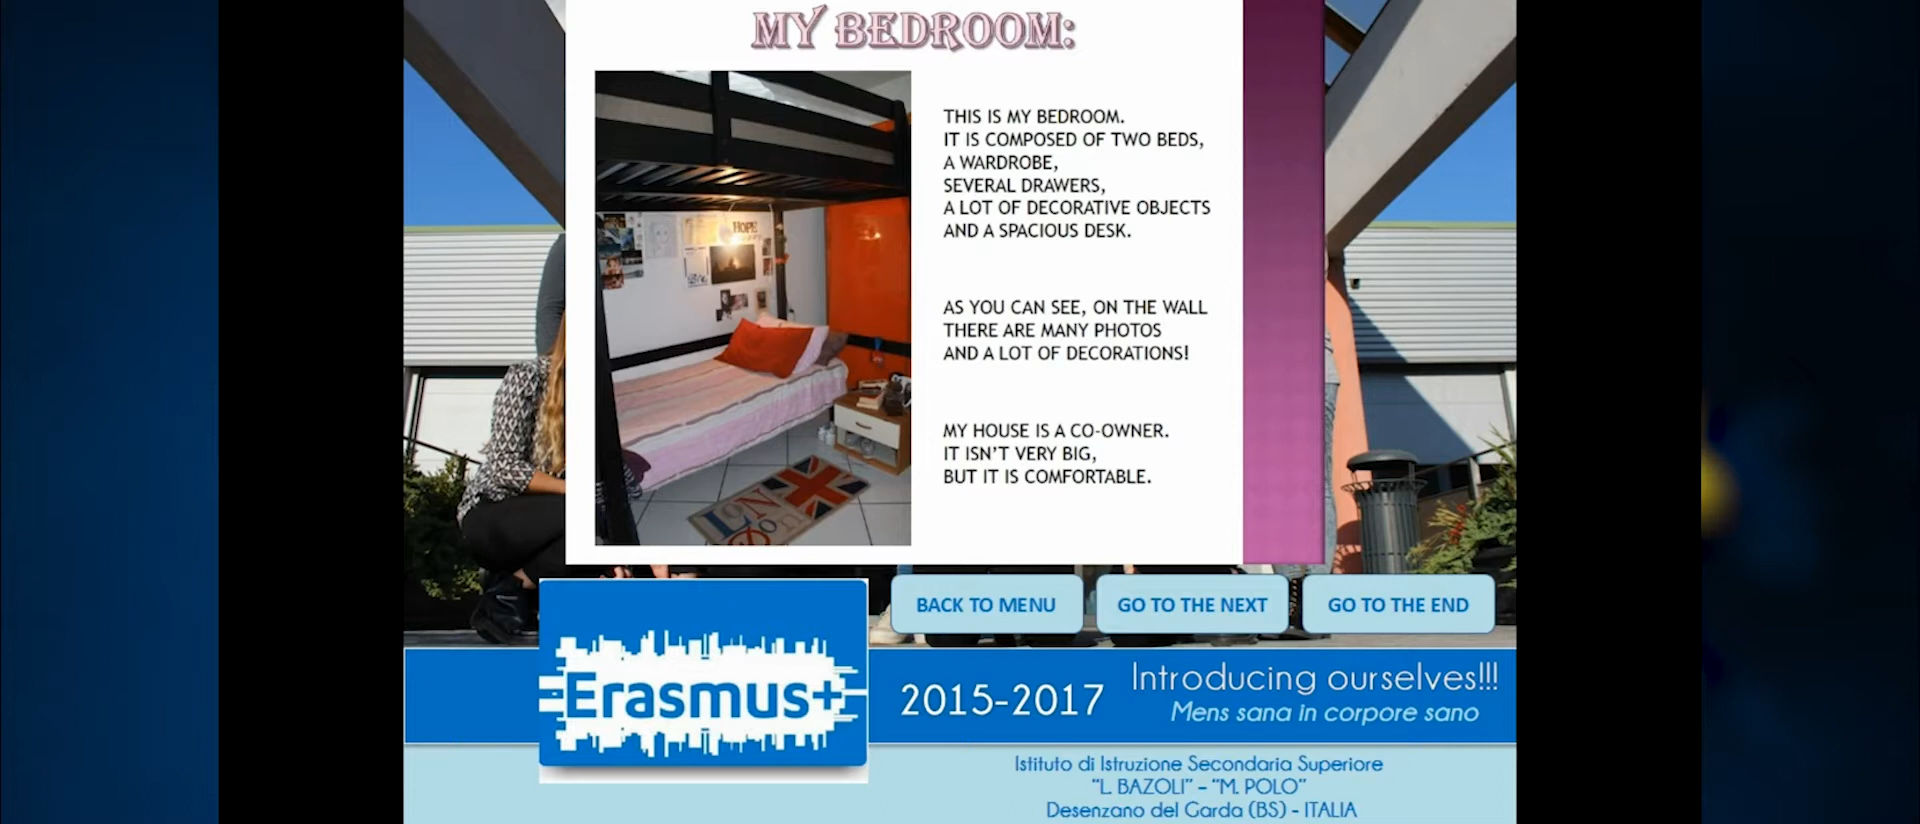 MY BEDROOM:
THIS IS MY BEDROOM.
IT IS COMPOSED OF TWO BEDS,
A WARDROBE,
SEVERAL DRAWERS,
A LOT OF DECORATIVE OBJECTS
AND A SPACIOUS DESK.
AS YOU CAN SEE, ON THE WALL
THERE ARE MANY PHOTOS
AND A LOT OF DECORATIONS!
MY HOUSE IS A CO-OWNER.
IT ISN'T VERY BIG,
BUT IT IS COMFORTABLE.
HOPE
LONDON
BACK TO MENU
GO TO THE NEXT
GO TO THE END
Erasmus+
2015-2017
Introducing ourselves!!!
Mens sana in corpore sano
Istituto di Istruzione Secondaria Superiore
"L. BAZOLI" - "M. POLO"
Desenzano del Garda (BS) - ITALIA